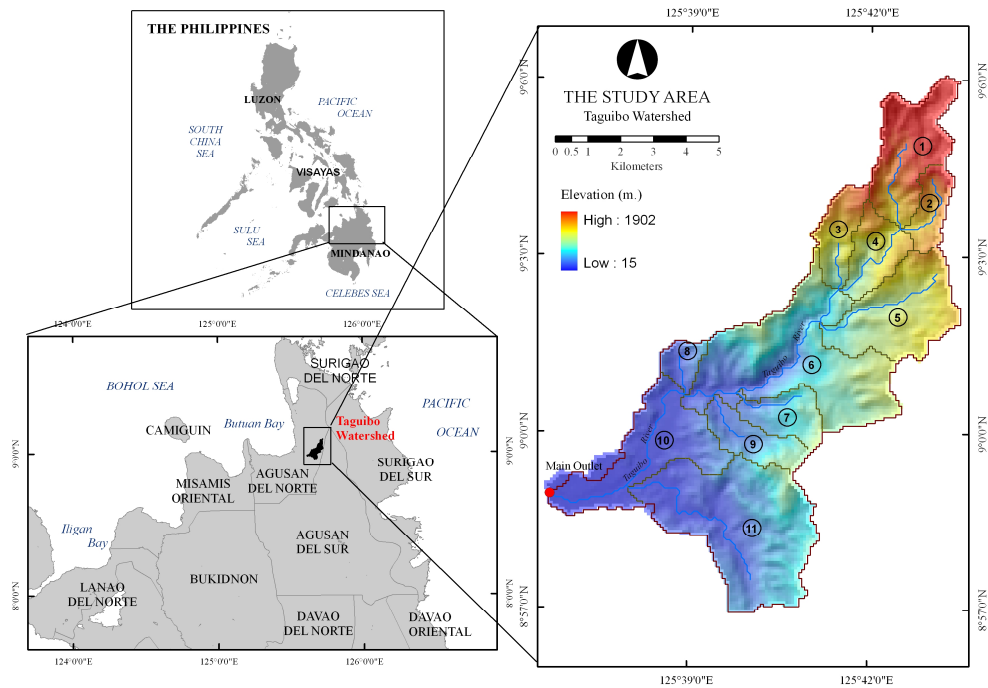 THE PHILIPPINES
LUZON
PACIFIC
OCEAN
SOUTH
CHINA
SEA
VISAYAS
SULU
SEA
MINDANAO
CELEBES SEA
124°0'0"E
125°0'0"E
126°0'0"E
SURIGAO
DEL NORTE
BOHOL SEA
PACIFIC
OCEAN
CAMIGUIN
Butuan Bay
Taguibo
Watershed
9°0'0"N
9°0'0"N
SURIGAO
DEL SUR
AGUSAN
DEL NORTE
MISAMIS
ORIENTAL
Iligan
Bay
AGUSAN
DEL SUR
BUKIDNON
LANAO
DEL NORTE
8°0'0"N
8°0'0"N
DAVAO
DEL NORTE
DAVAO
ORIENTAL
124°0'0"E
125°0'0"E
126°0'0"E
125°39'0"E
125°42'0"E
9°6'0"N
9°6'0"N
THE STUDY AREA
Taguibo Watershed
0 0.5 1 2 3 4 5
Kilometers
Elevation (m.)
High : 1902
Low : 15
1
2
3
4
9°3'0"N
9°3'0"N
5
Taguibo River
6
8
7
9
10
9°0'0"N
9°0'0"N
Taguibo River
Main Outlet
11
8°57'0"N
8°57'0"N
125°39'0"E
125°42'0"E